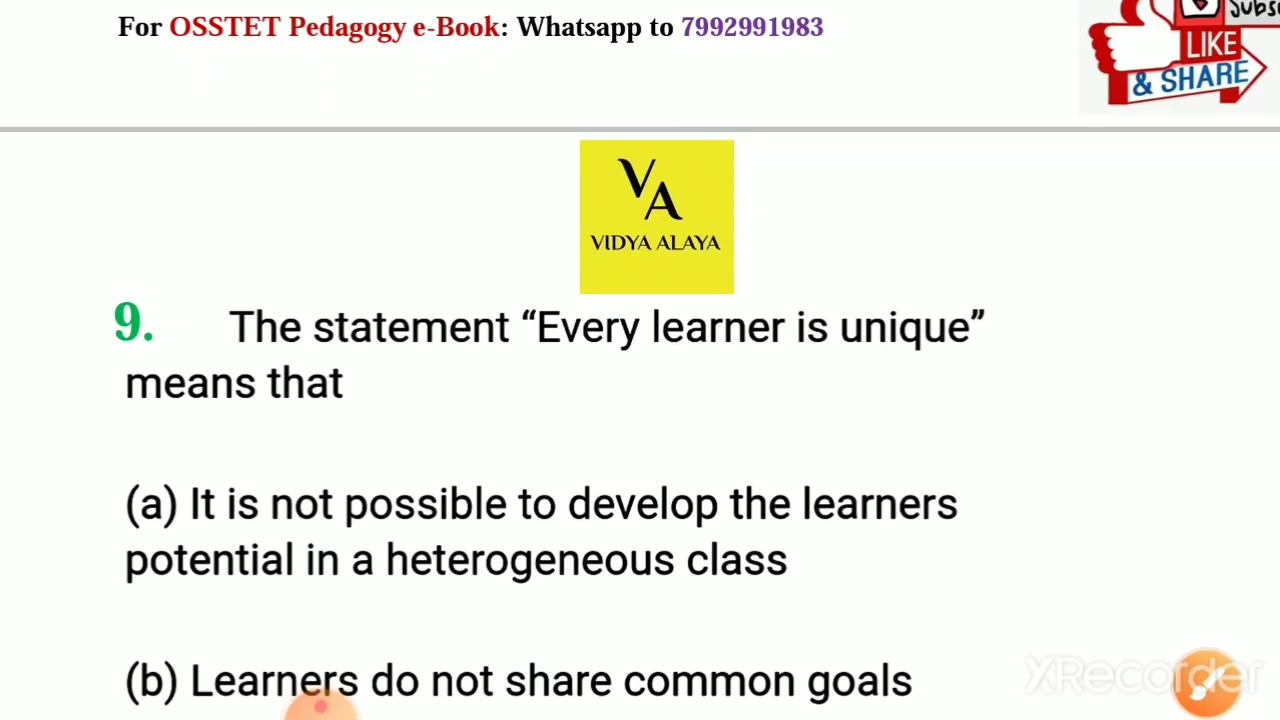 For OSSTET Pedagogy e-Book: Whatsapp to 7992991983
LIKE
& SHARE
VA
VIDYA ALAYA
9. The statement “Every learner is unique”
means that
(a) It is not possible to develop the learners
potential in a heterogeneous class
(b) Learners do not share common goals
XRecorder